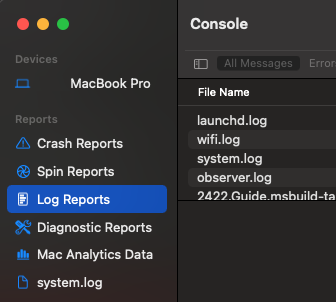 Console
Devices
MacBook Pro
Reports
Crash Reports
Spin Reports
Log Reports
Diagnostic Reports
Mac Analytics Data
system.log
All Messages
File Name
launchd.log
wifi.log
system.log
observer.log
2422.Guide.msbuild-ta